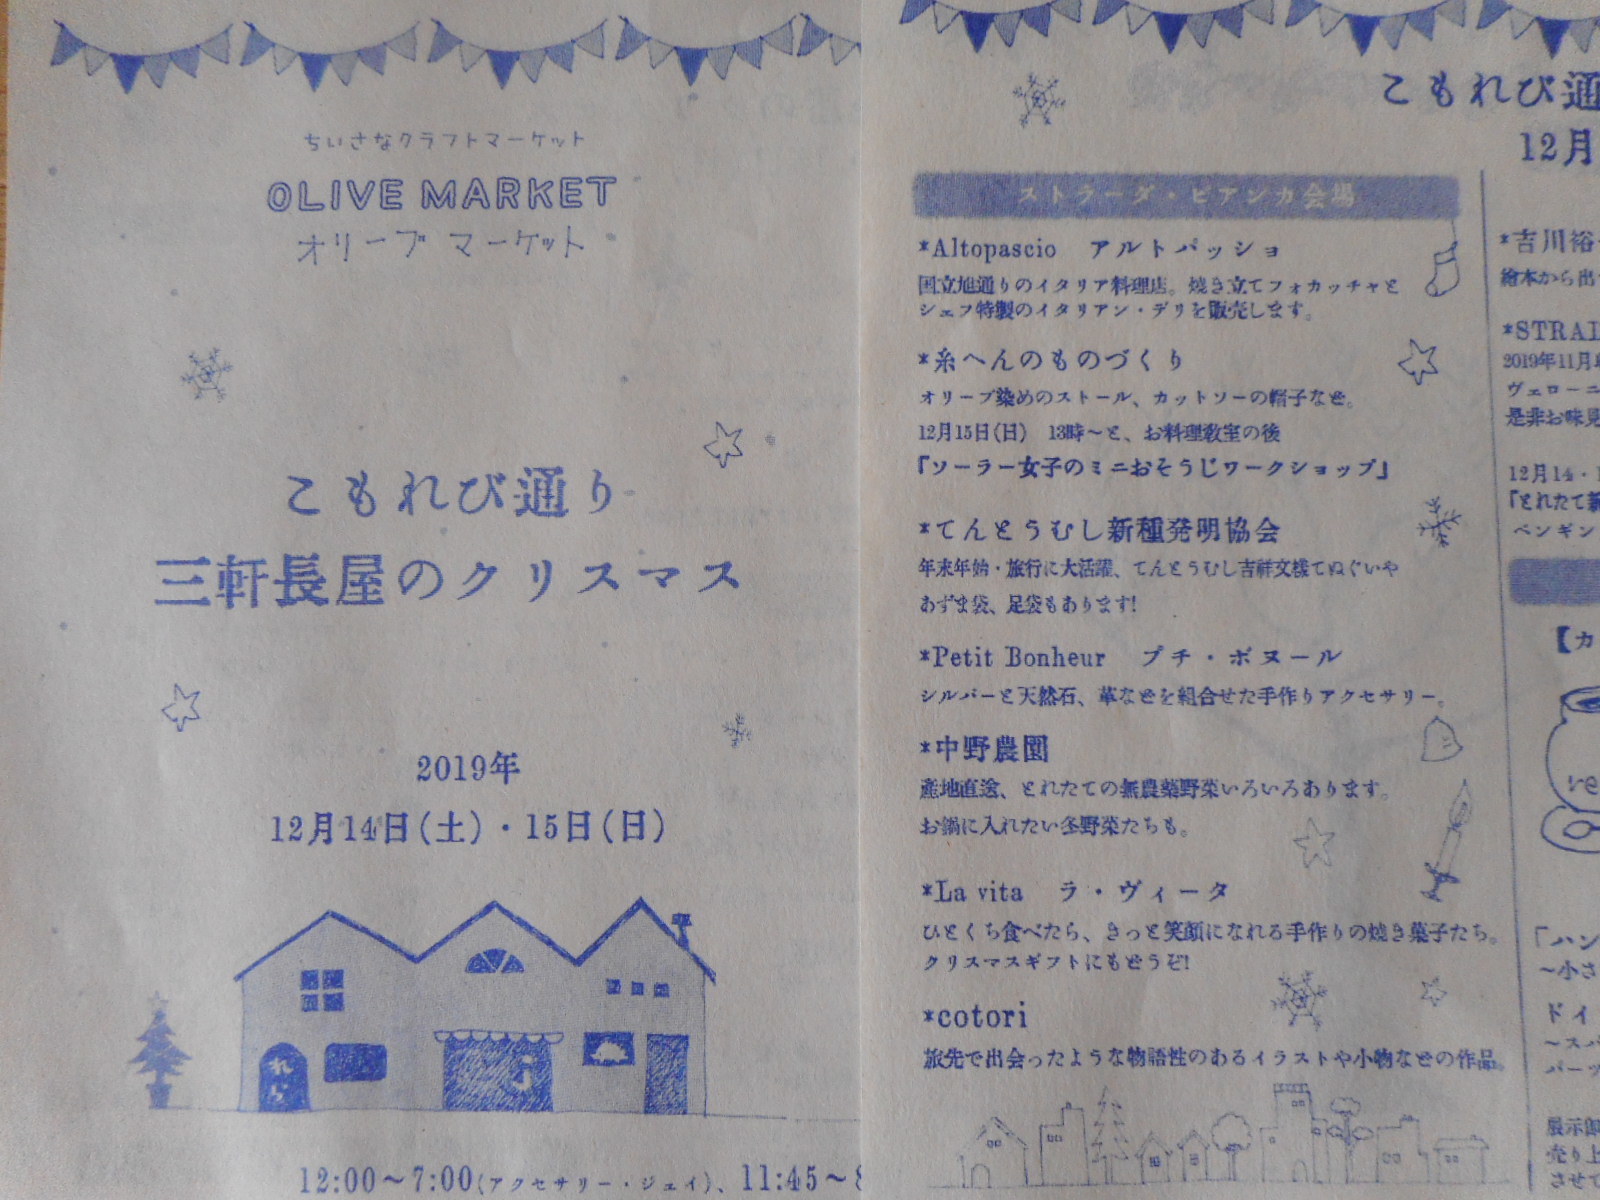 ちいさなクラフトマーケット
OLIVE MARKET
オリーブ マーケット
こもれび通り
三軒長屋のクリスマス
2019年
12月14日(土)・15日(日)
れら
12:00～7:00(アクセサリー・ジェイ)、11:45～8
こもれび通
12月
ストラーダ・ビアンカ会場
*Altopascio アルトパッショ
国立旭通りのイタリア料理店。焼き立てフォカッチャと
シェフ特製のイタリアン・デリを販売します。
*糸へんのものづくり
オリーブ染めのストール、カットソーの帽子など。
12月15日(日) 13時～と、お料理教室の後
『ソーラー女子のミニおそうじワークショップ』
*てんとうむし新種発明協会
年末年始・旅行に大活躍、てんとうむし吉祥文様てぬぐいや
あずま袋、足袋もあります!
*Petit Bonheur プチ・ボヌール
シルバーと天然石、革などを組合せた手作りアクセサリー。
*中野農園
産地直送、とれたての無農薬野菜いろいろあります。
お鍋に入れたい冬野菜たちも。
*La vita ラ・ヴィータ
ひとくち食べたら、きっと笑顔になれる手作りの焼き菓子たち。
クリスマスギフトにもどうぞ!
*cotori
旅先で出会ったような物語性のあるイラストや小物などの作品。
*吉川裕
繪本から出
*STRAD
2019年11月
ヴェローニ
是非お味見
12月14・1
『とれたて新
ペンギン
【カ
re
「ハン
～小さ
ドイ
～スパ
パーツ
展示
売り上
させて